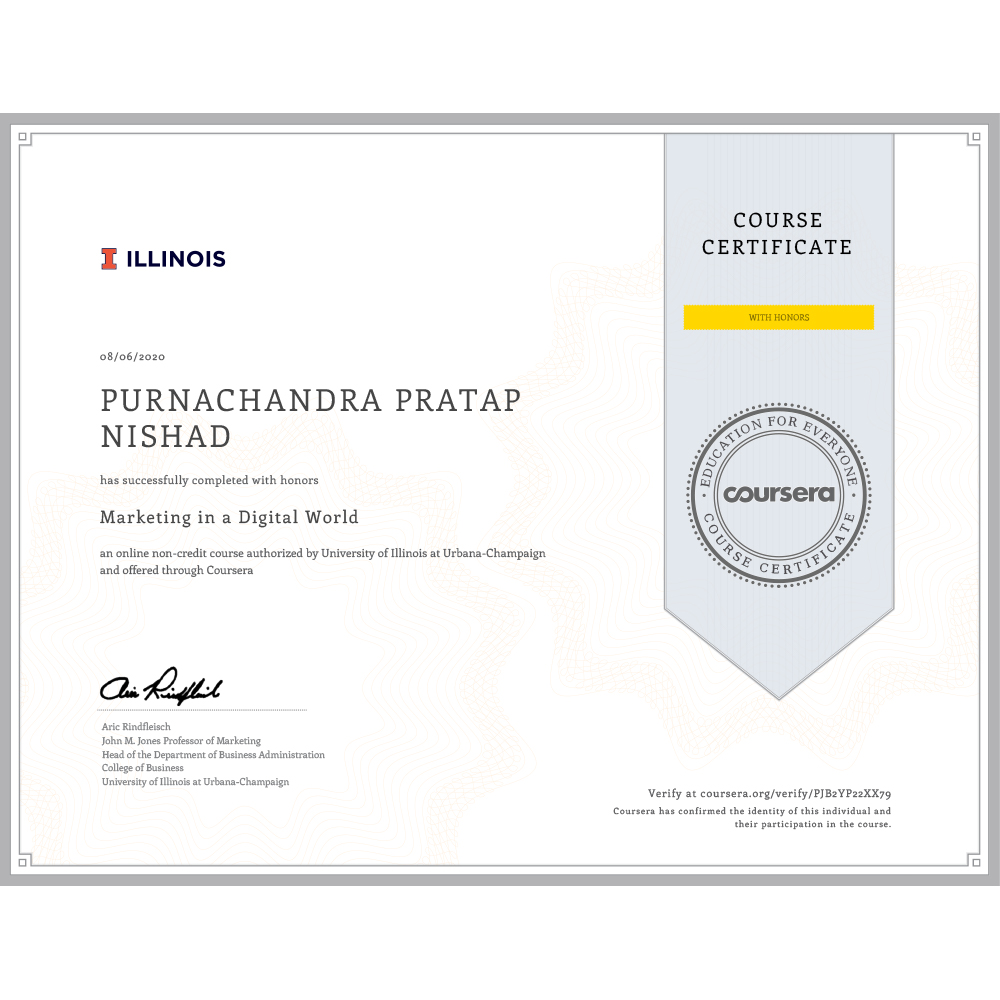 COURSE
CERTIFICATE
WITH HONORS
ILLINOIS
08/06/2020
PURNACHANDRA PRATAP
NISHAD
has successfully completed with honors
Marketing in a Digital World
an online non-credit course authorized by University of Illinois at Urbana-Champaign
and offered through Coursera
EDUCATION FOR EVERYONE
coursera
COURSE CERTIFICATE
Aric Rindfleisch
Aric Rindfleisch
John M. Jones Professor of Marketing
Head of the Department of Business Administration
College of Business
University of Illinois at Urbana-Champaign
Verify at coursera.org/verify/PJB2YP22XX79
Coursera has confirmed the identity of this individual and
their participation in the course.